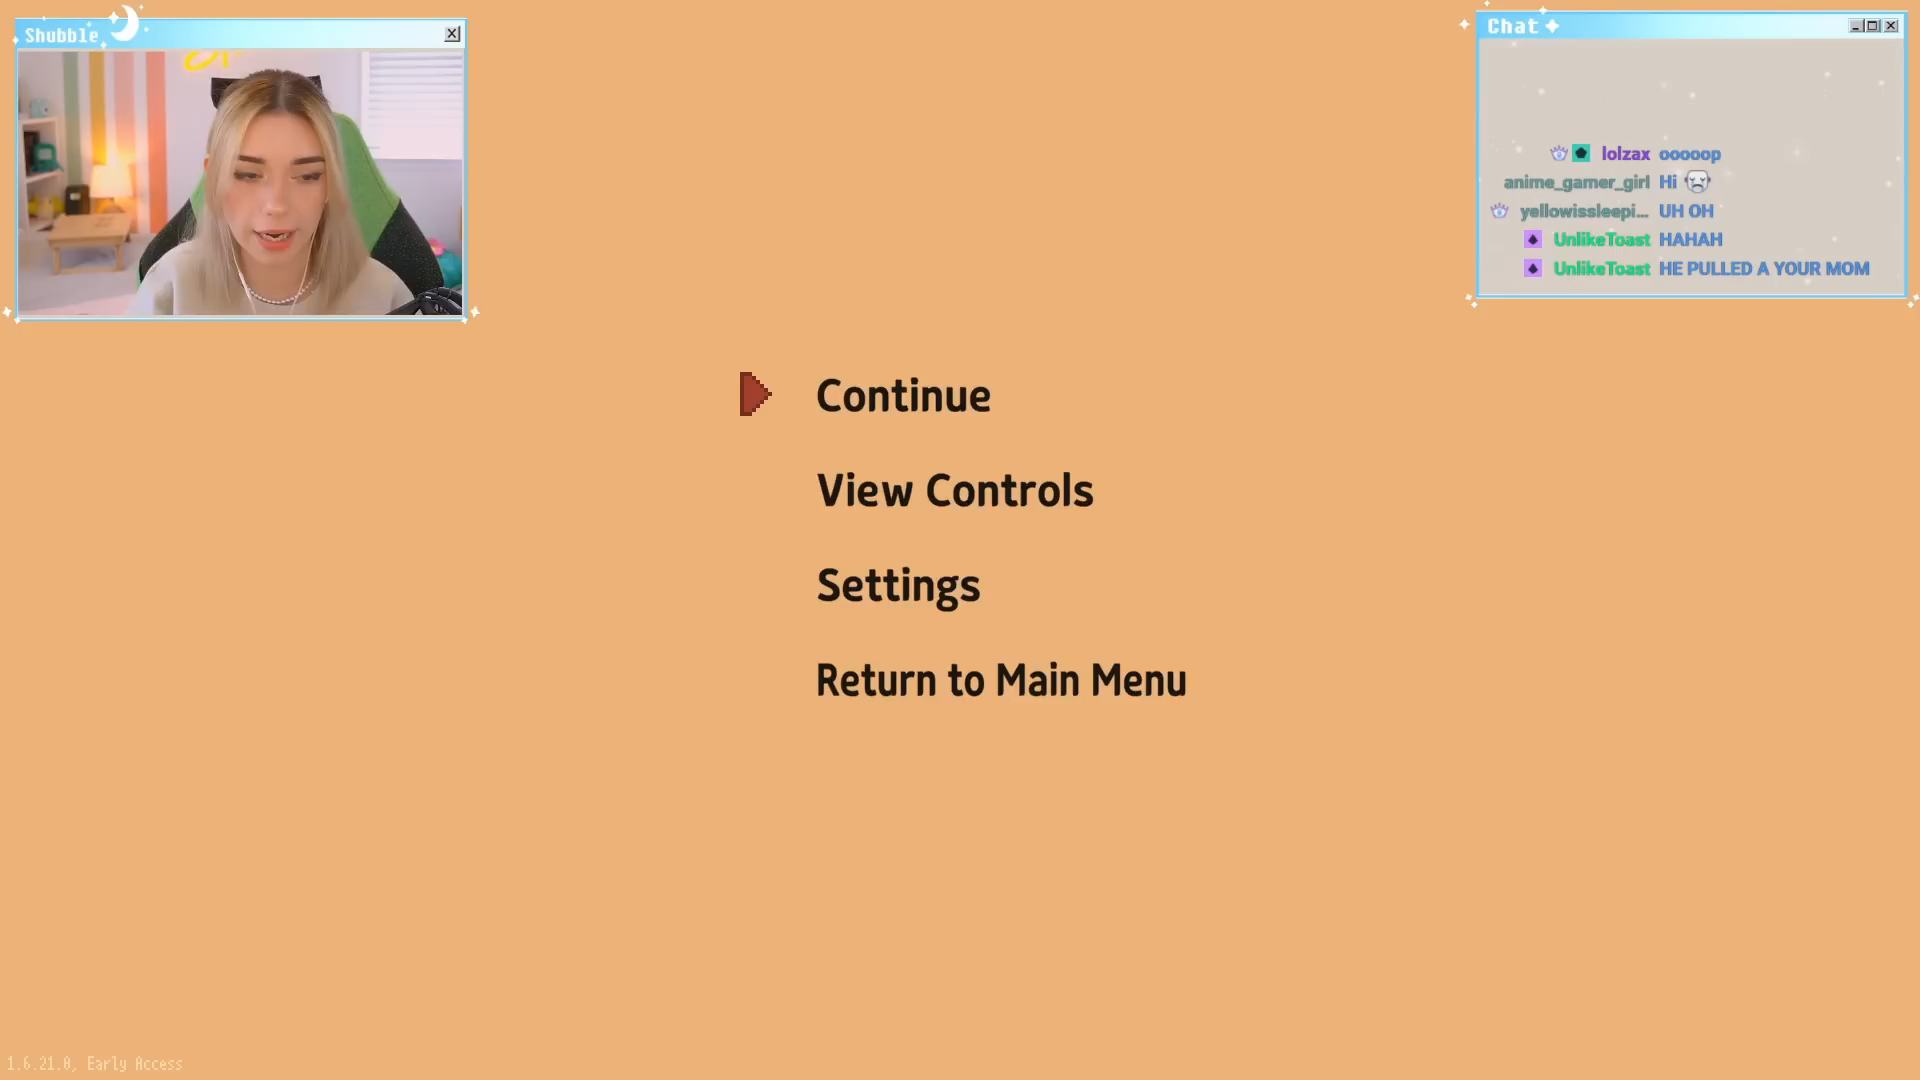 Shubble
Chat
lolzax ooooop
anime_gamer_girl Hi
yellowissleepi... UH OH
UnlikeToast HAHAH
UnlikeToast HE PULLED A YOUR MOM
Continue
View Controls
Settings
Return to Main Menu
1.6.21.0, Early Access